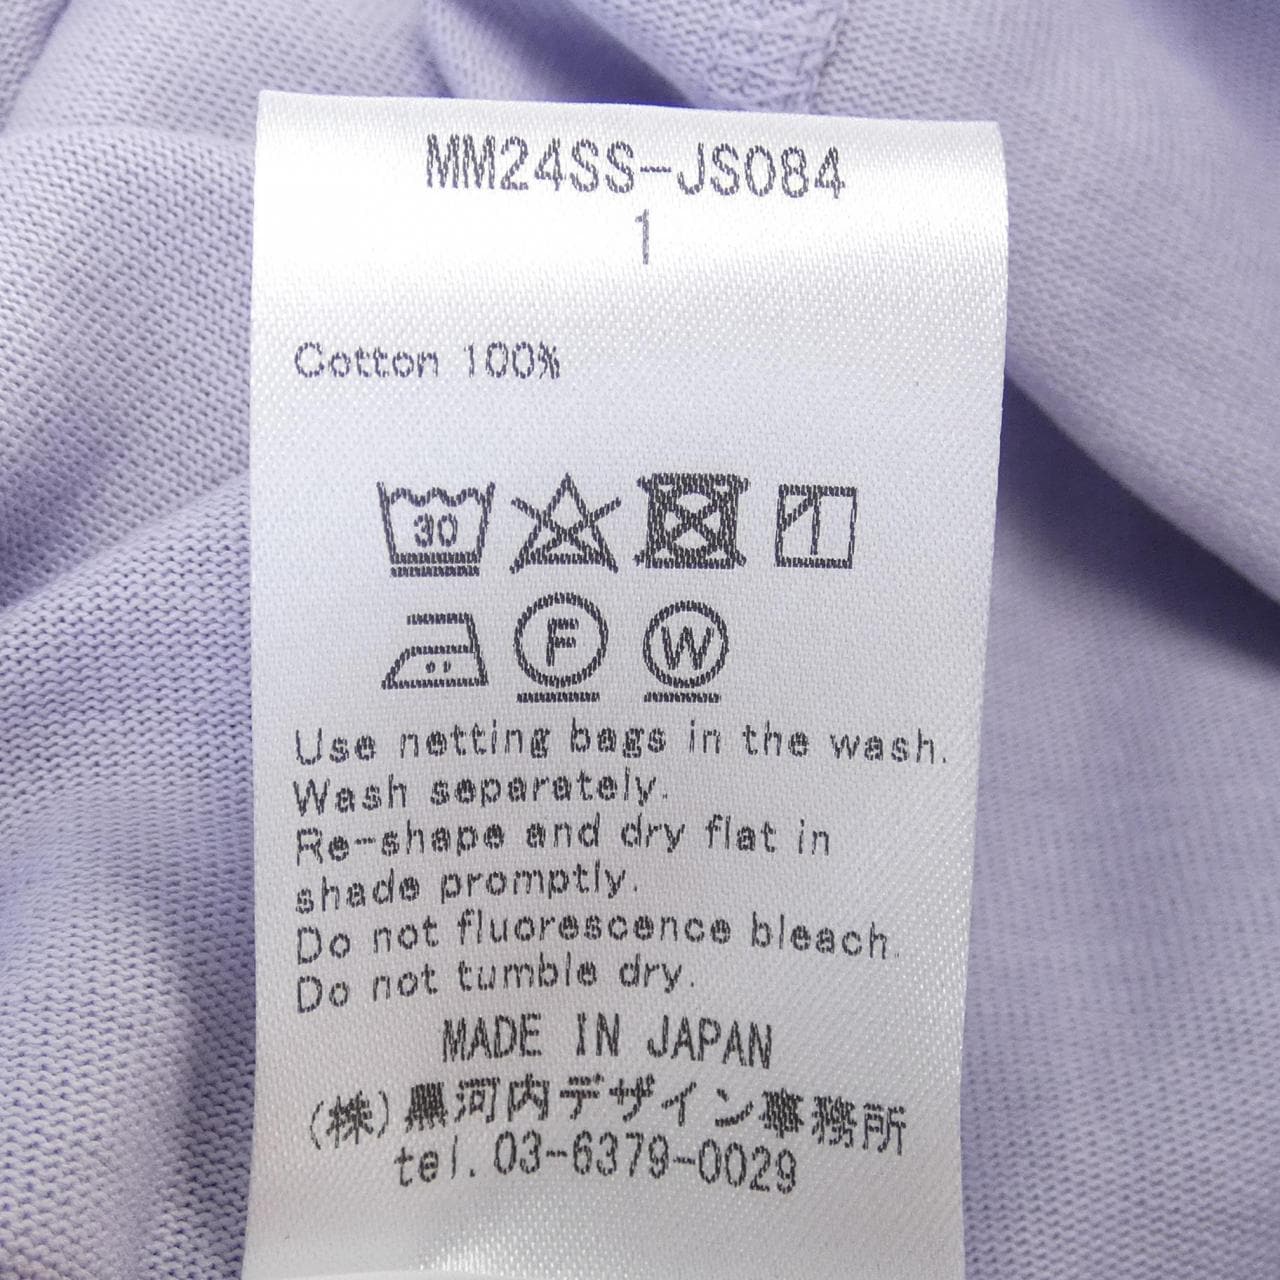 MM24SS-JS084
1
Cotton 100%
30
F W
Use netting bags in the wash.
Wash separately.
Re-shape and dry flat in
shade promptly.
Do not fluorescence bleach.
Do not tumble dry.
MADE IN JAPAN
(株)黒河内デザイン事務所
tel. 03-6379-0029